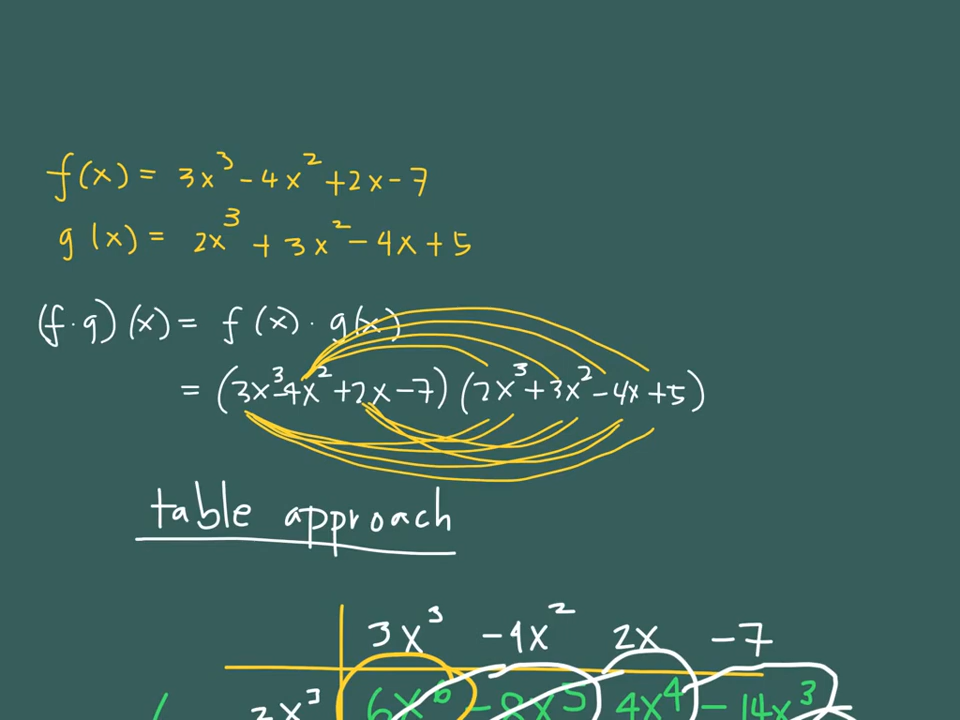 f(x) = 3x³ - 4x² + 2x - 7
g(x) = 2x³ + 3x² - 4x + 5
(f·g)(x) = f(x) · g(x)
= (3x³-4x²+2x-7)(2x³+3x²-4x+5)
table approach
3x³ -4x² 2x -7
2x³ 6x⁶ -8x⁵ 4x⁴ -14x³